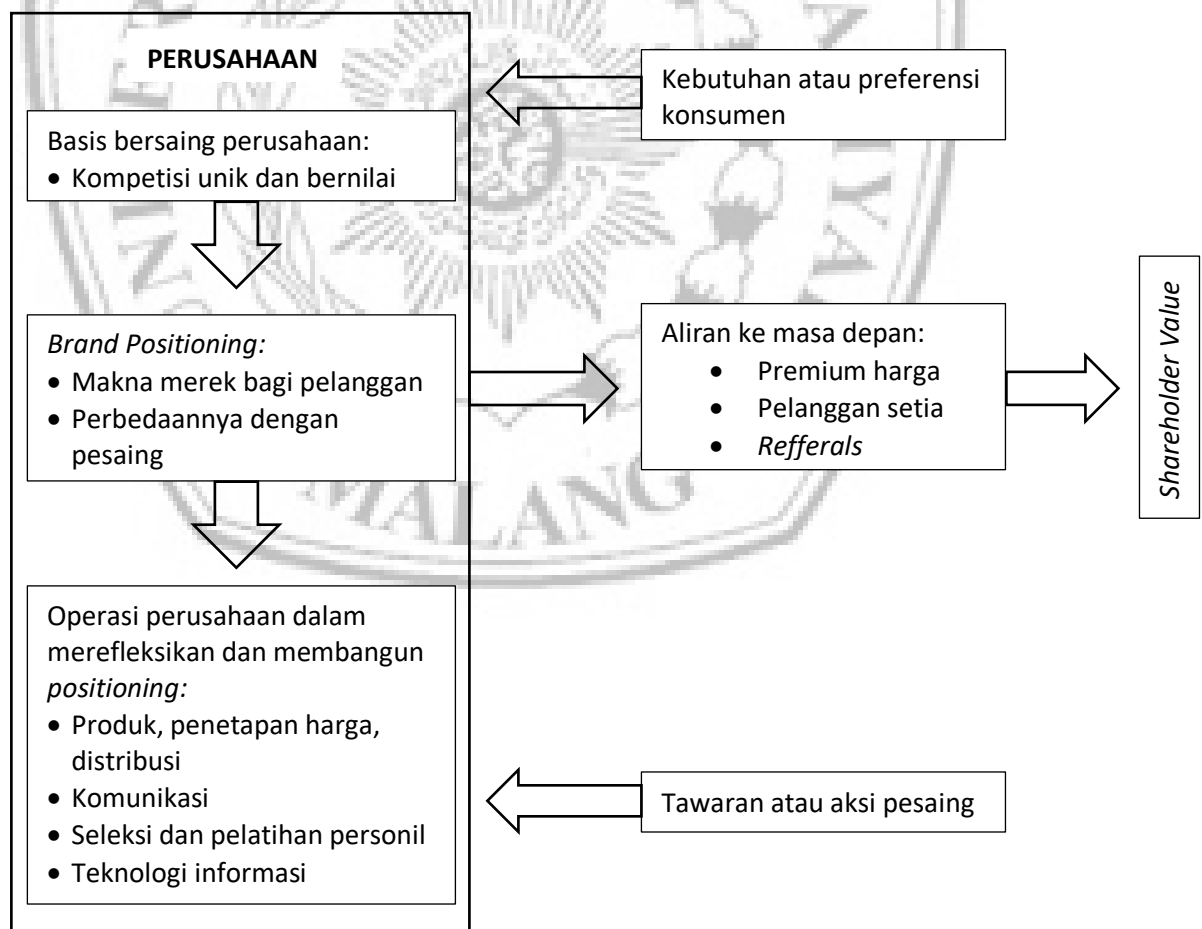 PERUSAHAAN
Basis bersaing perusahaan:
• Kompetisi unik dan bernilai
Brand Positioning:
• Makna merek bagi pelanggan
• Perbedaannya dengan
pesaing
Operasi perusahaan dalam
merefleksikan dan membangun
positioning:
• Produk, penetapan harga,
distribusi
• Komunikasi
• Seleksi dan pelatihan personil
• Teknologi informasi
Kebutuhan atau preferensi
konsumen
Aliran ke masa depan:
• Premium harga
• Pelanggan setia
• Refferals
Tawaran atau aksi pesaing
Shareholder Value
MALANG